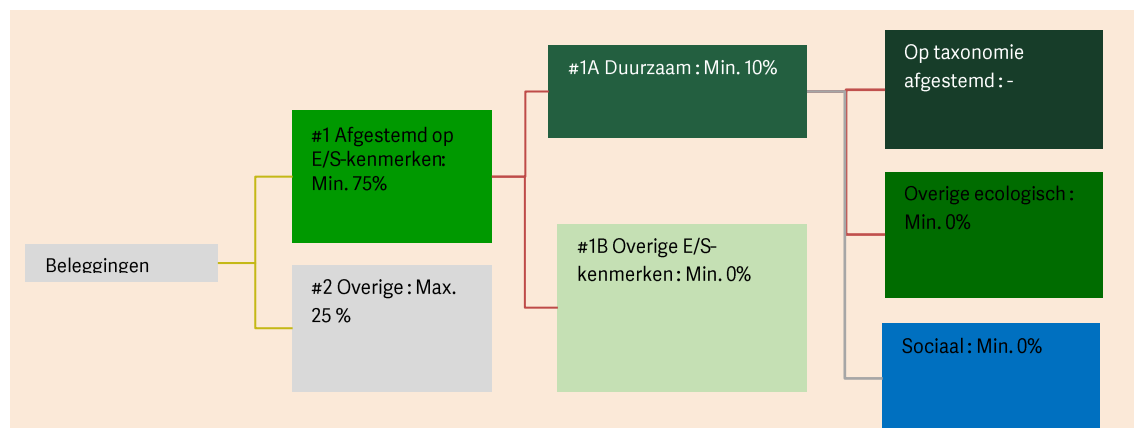 Beleggingen
#1 Afgestemd op
E/S-kenmerken:
Min. 75%
#2 Overige : Max.
25 %
#1A Duurzaam : Min. 10%
#1B Overige E/S-
kenmerken : Min. 0%
Op taxonomie
afgestemd : -
Overige ecologisch :
Min. 0%
Sociaal : Min. 0%